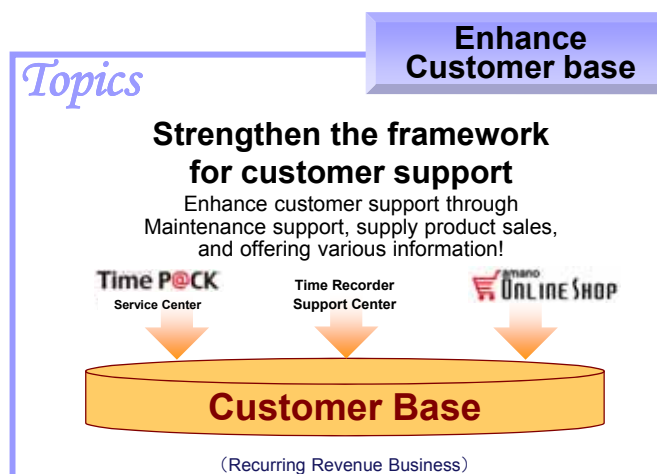 Enhance
Customer base
Topics
Strengthen the framework
for customer support
Enhance customer support through
Maintenance support, supply product sales,
and offering various information!
Time P@CK
Service Center
Time Recorder
Support Center
amano
ONLINE SHOP
Customer Base
（Recurring Revenue Business）